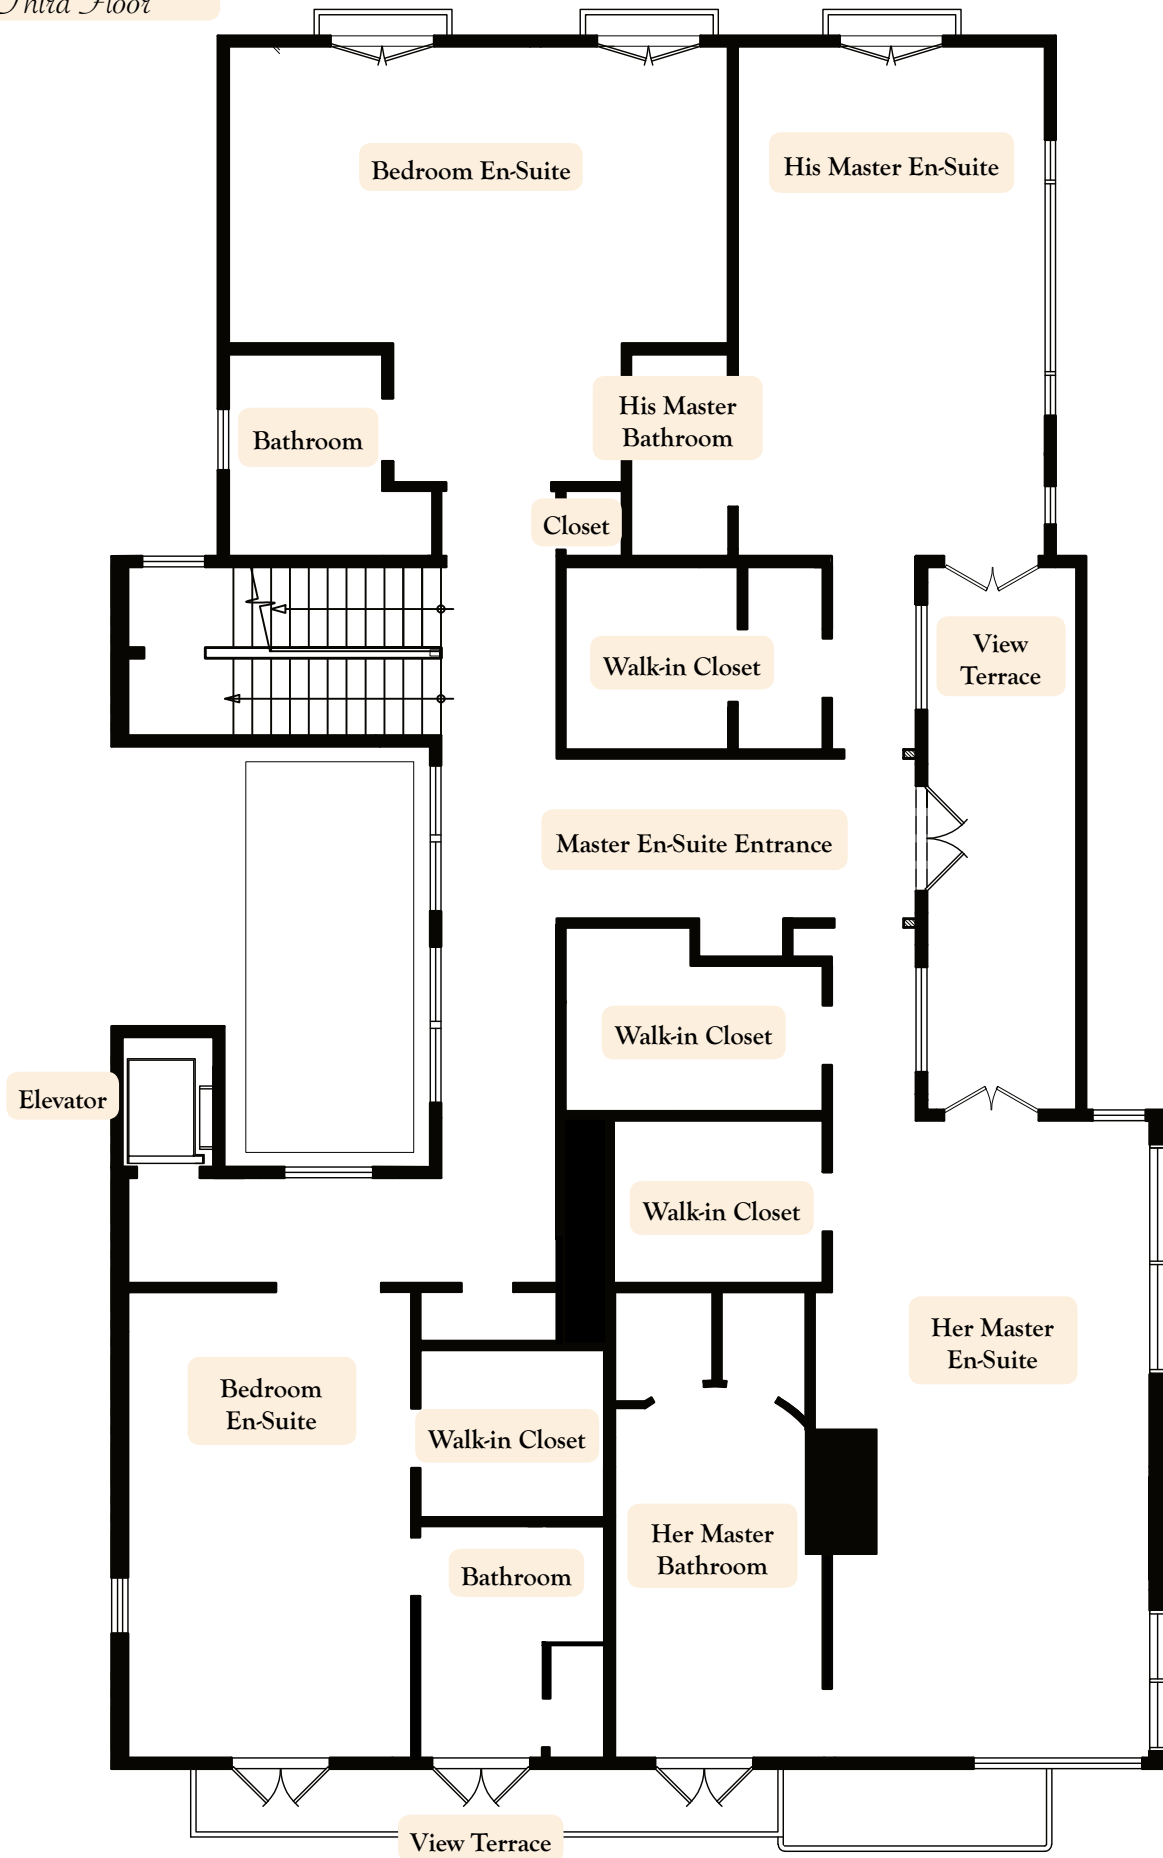 Third Floor
Bedroom En-Suite
His Master En-Suite
His Master
Bathroom
Bathroom
Closet
Walk-in Closet
View
Terrace
Master En-Suite Entrance
Walk-in Closet
Elevator
Walk-in Closet
Her Master
En-Suite
Bedroom
En-Suite
Walk-in Closet
Her Master
Bathroom
Bathroom
View Terrace